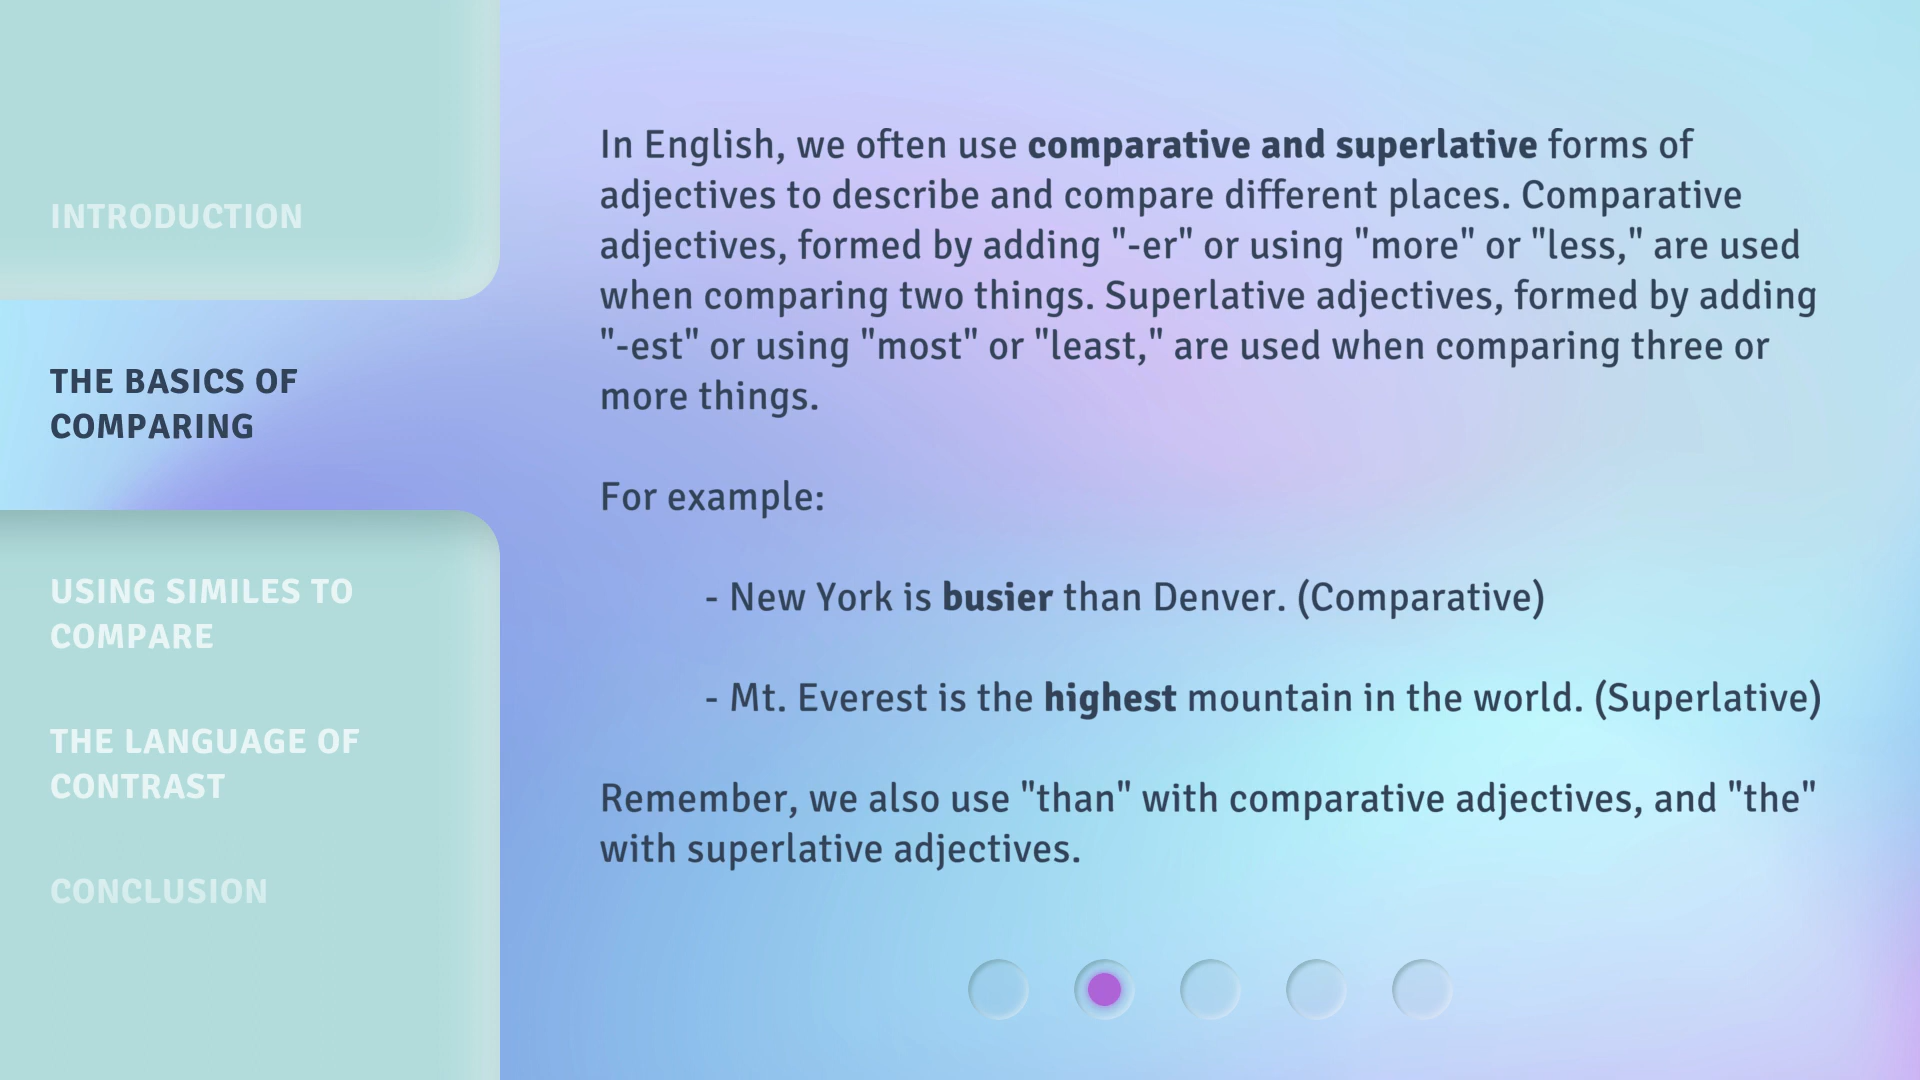 INTRODUCTION
THE BASICS OF
COMPARING
USING SIMILES TO
COMPARE
THE LANGUAGE OF
CONTRAST
CONCLUSION
In English, we often use comparative and superlative forms of
adjectives to describe and compare different places. Comparative
adjectives, formed by adding "-er" or using "more" or "less," are used
when comparing two things. Superlative adjectives, formed by adding
"-est" or using "most" or "least," are used when comparing three or
more things.
For example:
- New York is busier than Denver. (Comparative)
- Mt. Everest is the highest mountain in the world. (Superlative)
Remember, we also use "than" with comparative adjectives, and "the"
with superlative adjectives.